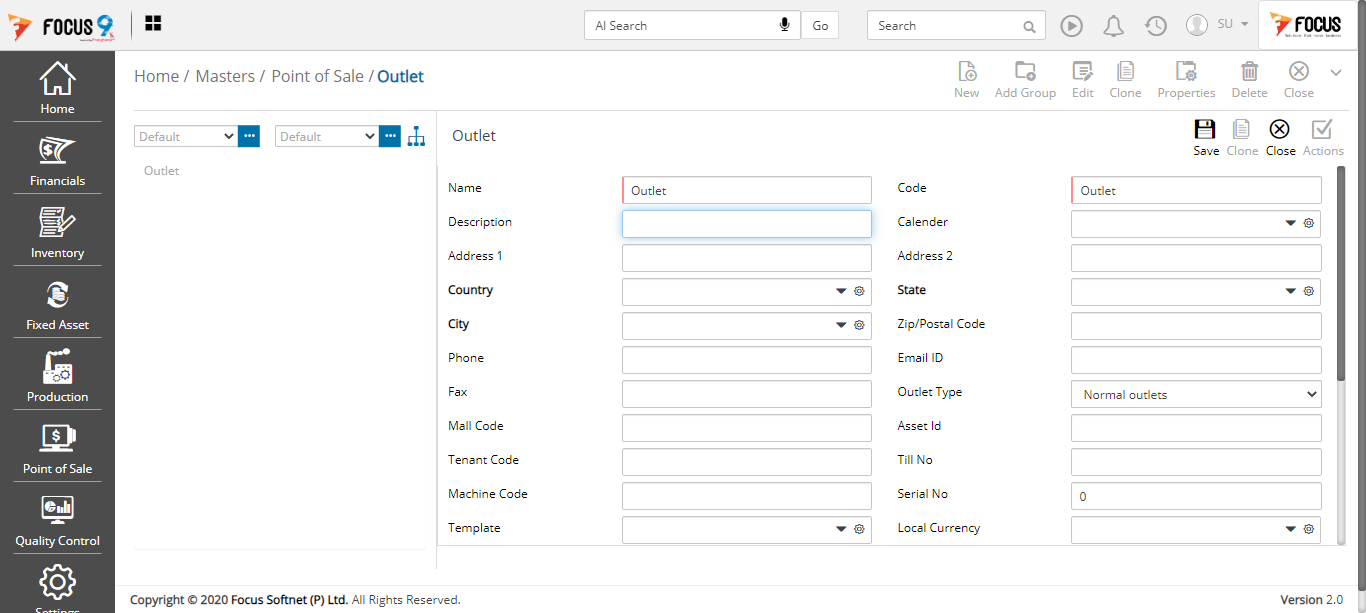 FOCUS 9
AI Search
Go
Search
SU
FOCUS
Home / Masters / Point of Sale / Outlet
New
Add Group
Edit
Clone
Properties
Delete
Close
Home
Financials
Inventory
Fixed Asset
Production
Point of Sale
Quality Control
Settings
Default
Default
Outlet
Outlet
Save
Clone
Close
Actions
Name Outlet Code Outlet
Description Calender
Address 1 Address 2
Country State
City Zip/Postal Code
Phone Email ID
Fax Outlet Type Normal outlets
Mall Code Asset Id
Tenant Code Till No
Machine Code Serial No 0
Template Local Currency
Copyright © 2020 Focus Softnet (P) Ltd. All Rights Reserved.
Version 2.0